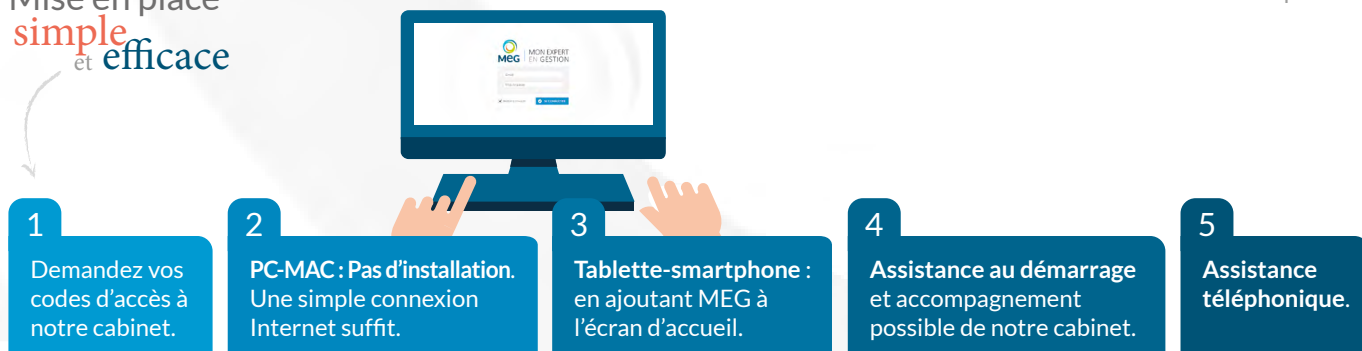 Mise en place
simple
et efficace
MEG
MON EXPERT
EN GESTION
SE CONNECTER
1
Demandez vos
codes d'accès à
notre cabinet.
2
PC-MAC : Pas d'installation.
Une simple connexion
Internet suffit.
3
Tablette-smartphone :
en ajoutant MEG à
l'écran d'accueil.
4
Assistance au démarrage
et accompagnement
possible de notre cabinet.
5
Assistance
téléphonique.